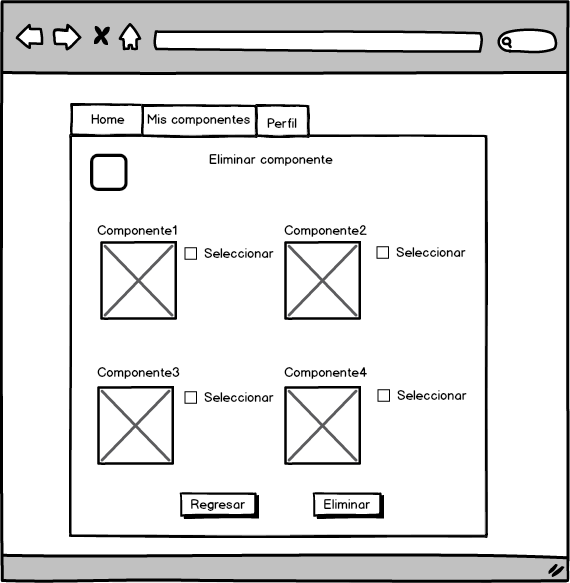 Home
Mis componentes
Perfil
Eliminar componente
Componente1
Componente2
Seleccionar
Seleccionar
Componente3
Componente4
Seleccionar
Seleccionar
Regresar
Eliminar